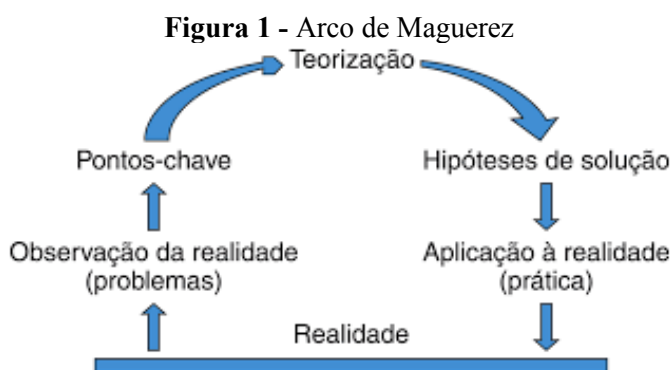 Figura 1 - Arco de Maguerez
Teorização
Pontos-chave
Hipóteses de solução
Observação da realidade
(problemas)
Aplicação à realidade
(prática)
Realidade